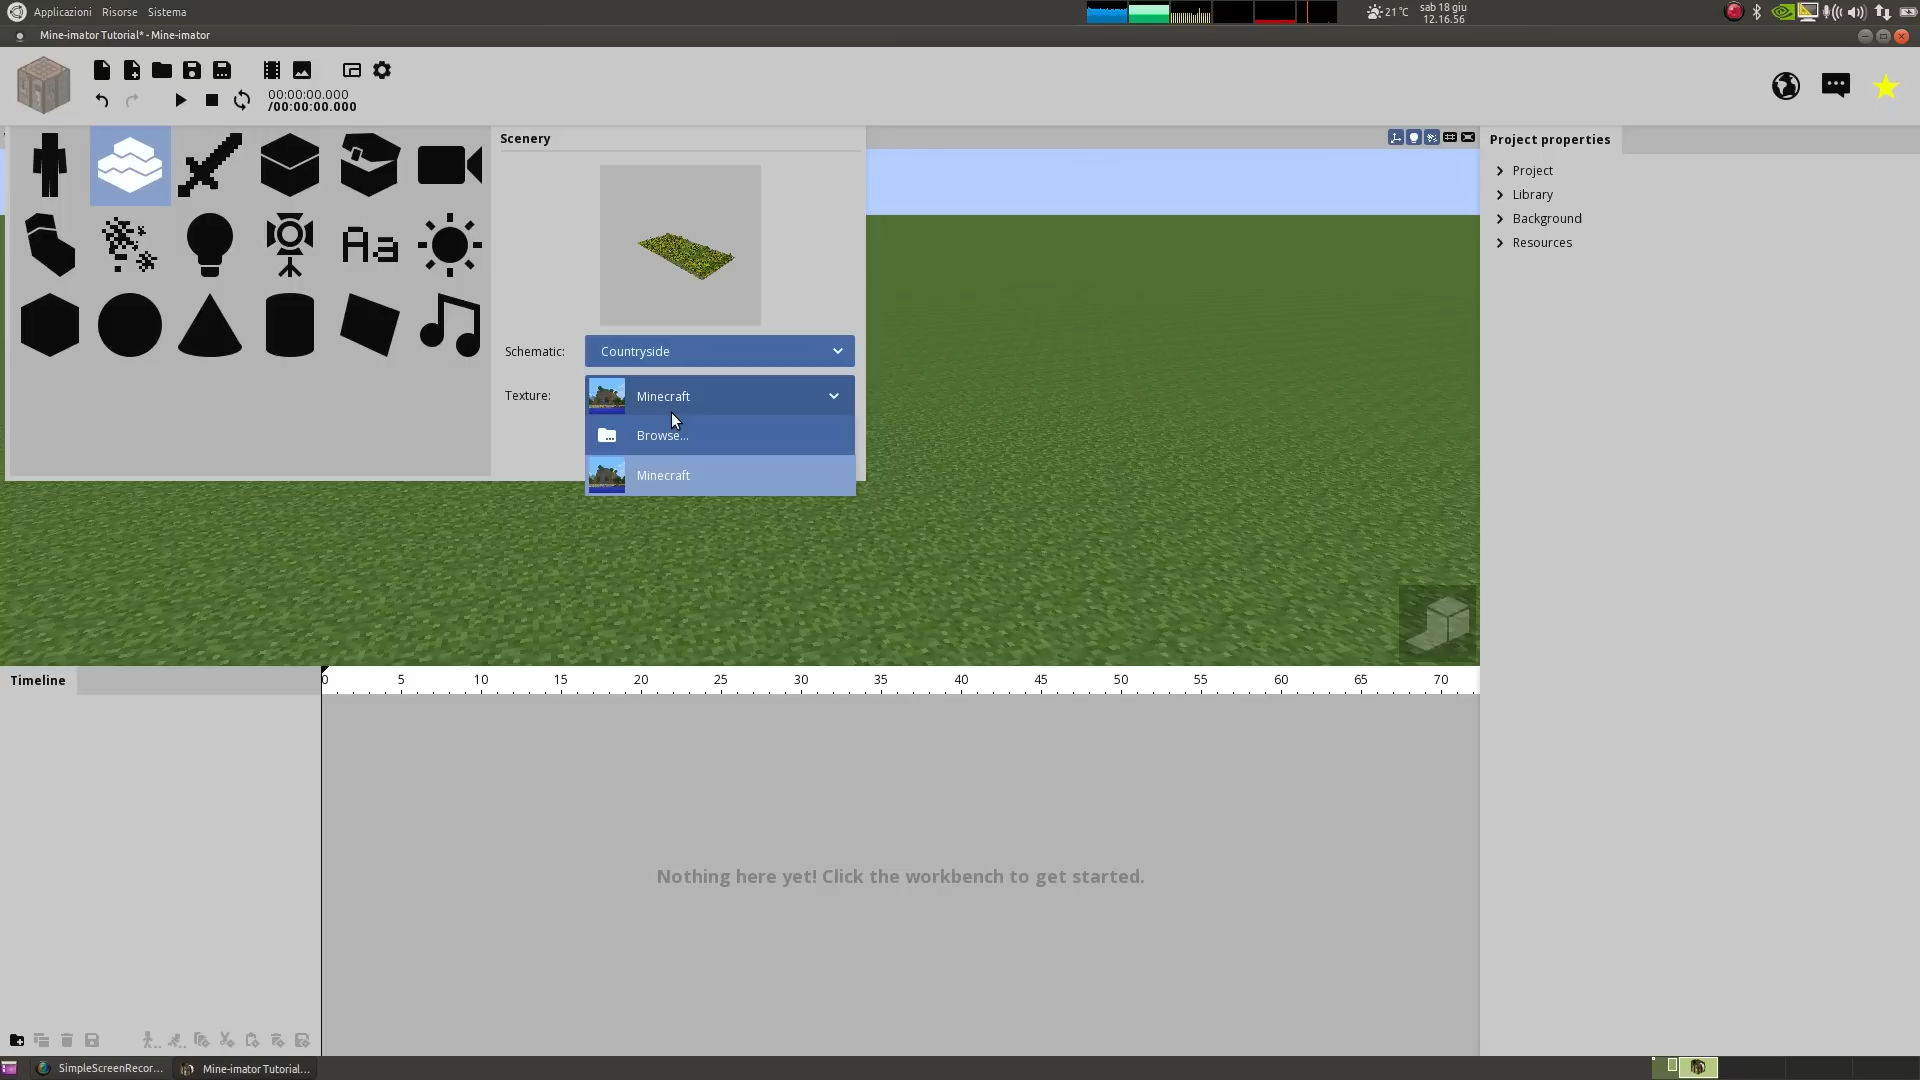 Applicazioni Risorse Sistema
21 °C
sab 18 giu
12.16.56
Mine-imator Tutorial* - Mine-imator
00:00:00.000
/00:00:00.000
Scenery
Schematic: Countryside
Texture: Minecraft
Browse...
Minecraft
Project properties
Project
Library
Background
Resources
Timeline
0 5 10 15 20 25 30 35 40 45 50 55 60 65 70
Nothing here yet! Click the workbench to get started.
SimpleScreenRecor...
Mine-imator Tutorial...